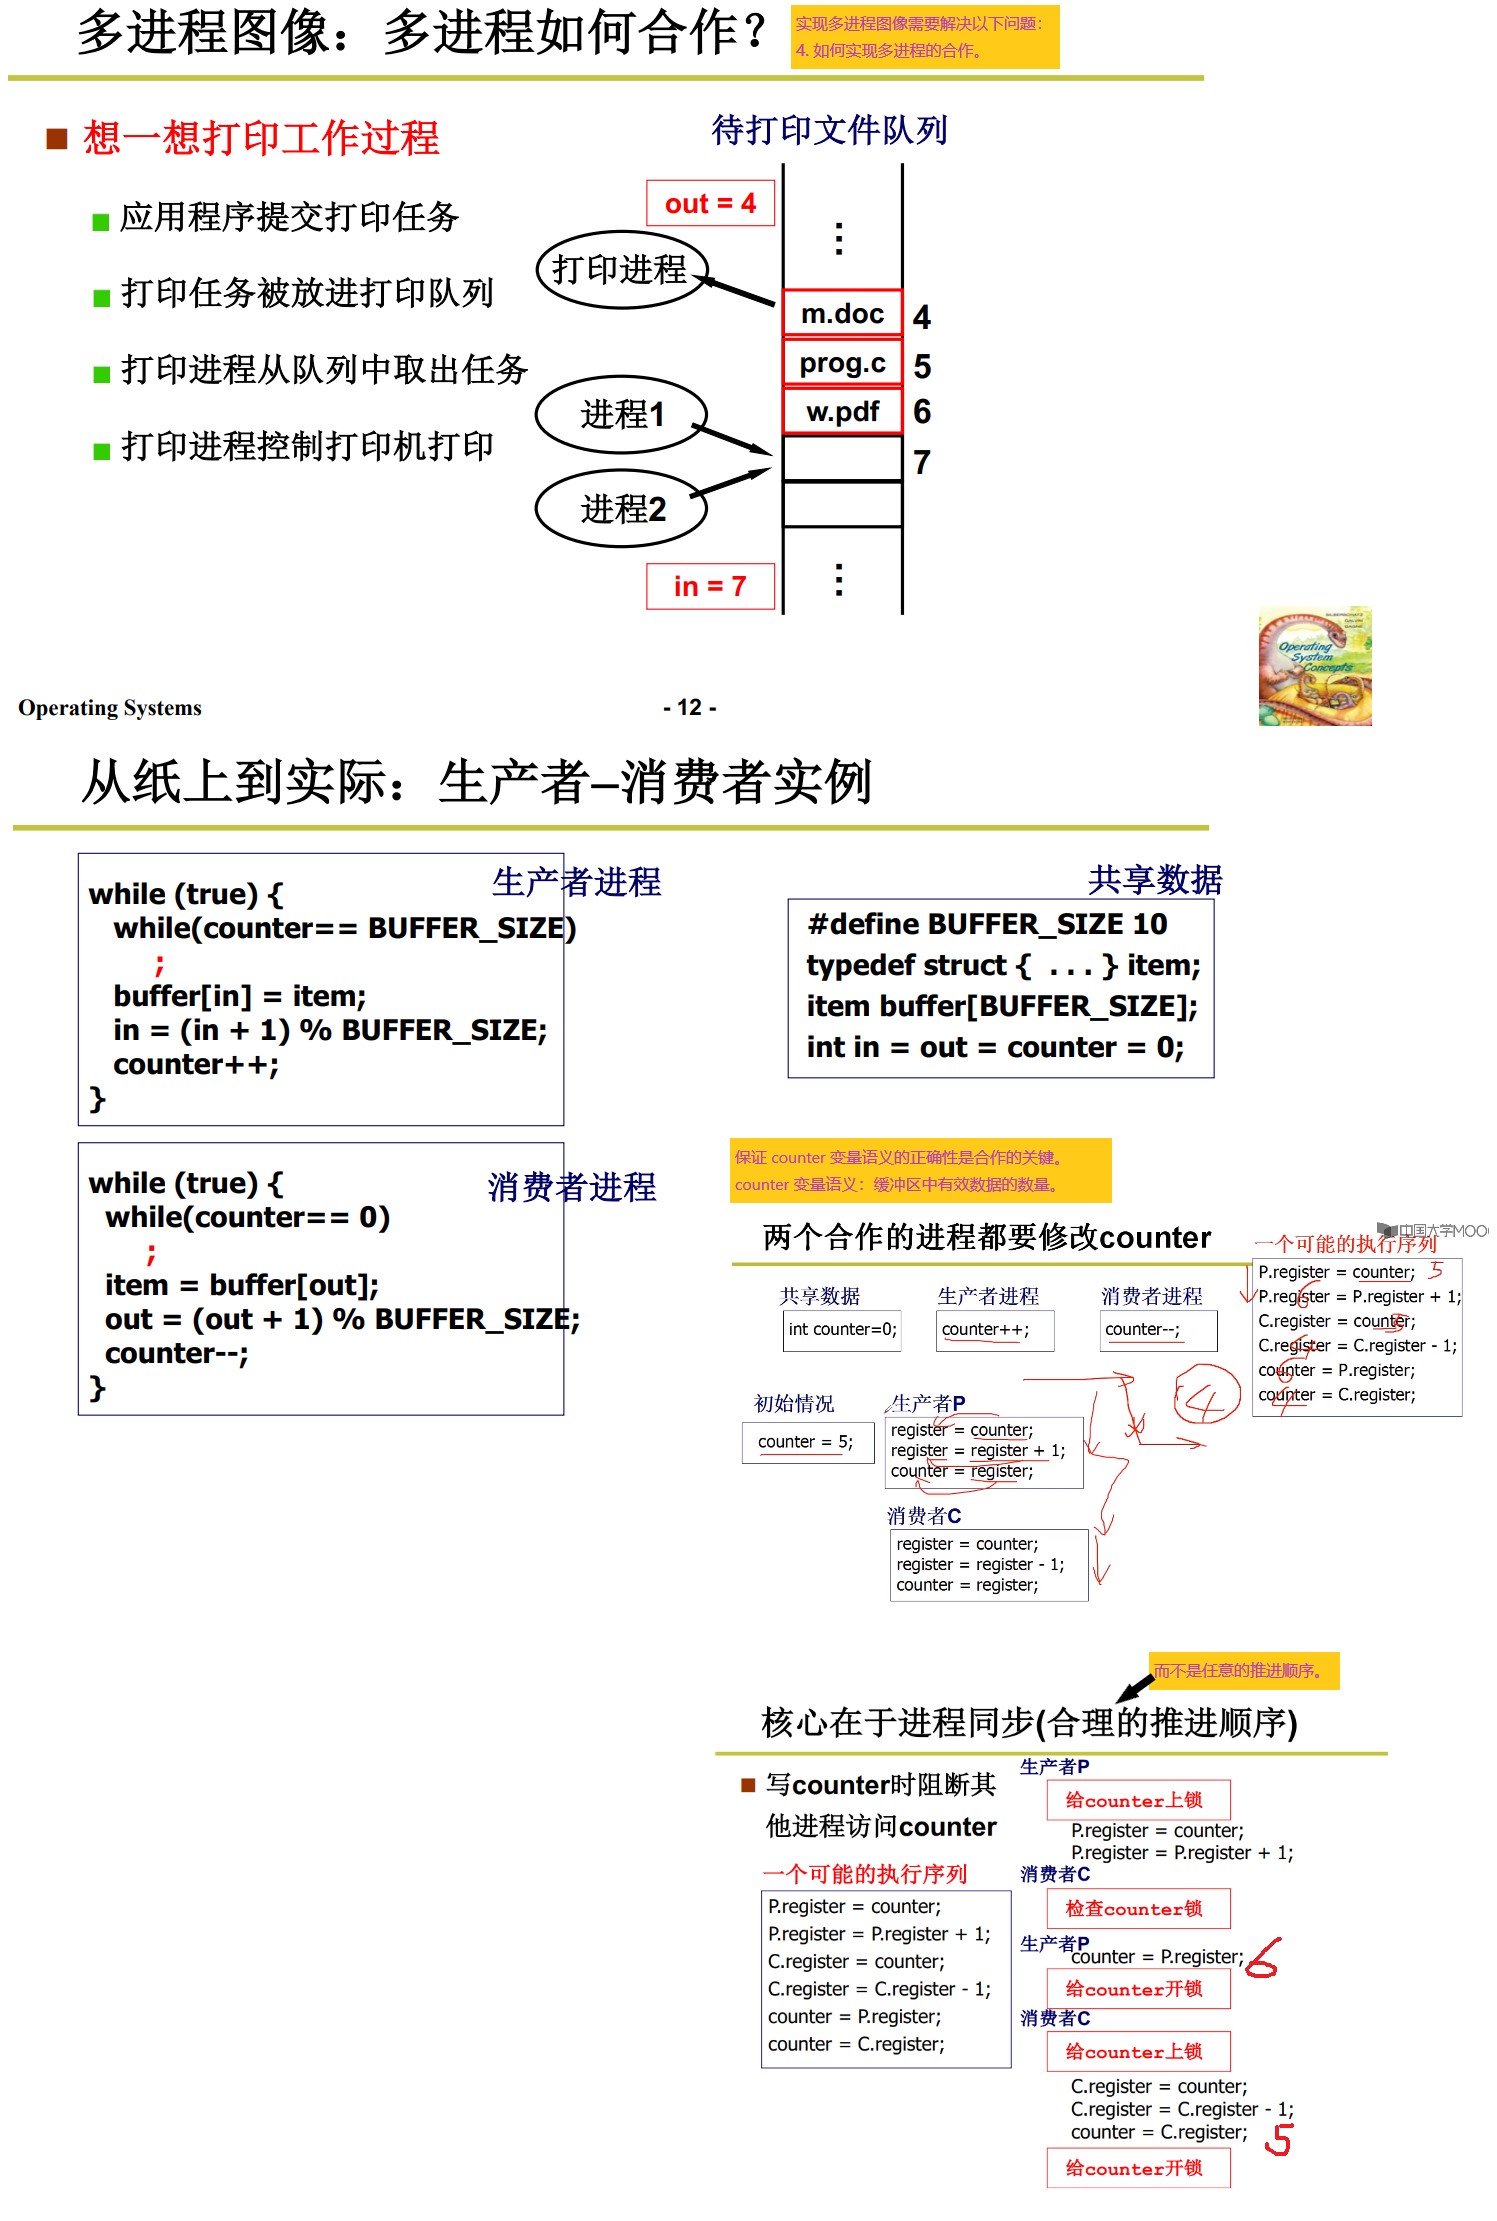 多进程图像：多进程如何合作？
实现多进程图像需要解决以下问题：
4. 如何实现多进程的合作。
想一想打印工作过程
应用程序提交打印任务
打印任务被放进打印队列
打印进程从队列中取出任务
打印进程控制打印机打印
待打印文件队列
out = 4
打印进程
m.doc 4
prog.c 5
进程1
w.pdf 6
7
进程2
in = 7
Operating
System
Concepts
Operating Systems
- 12 -
从纸上到实际：生产者–消费者实例
生产者进程
while (true) {
while(counter== BUFFER_SIZE)
;
buffer[in] = item;
in = (in + 1) % BUFFER_SIZE;
counter++;
}
共享数据
#define BUFFER_SIZE 10
typedef struct { . . . } item;
item buffer[BUFFER_SIZE];
int in = out = counter = 0;
消费者进程
while (true) {
while(counter== 0)
;
item = buffer[out];
out = (out + 1) % BUFFER_SIZE;
counter--;
}
保证 counter 变量语义的正确性是合作的关键。
counter 变量语义：缓冲区中有效数据的数量。
两个合作的进程都要修改counter
中国大学MOO
共享数据
int counter=0;
生产者进程
counter++;
消费者进程
counter--;
一个可能的执行序列
P.register = counter; 5
P.register = P.register + 1;
6
C.register = counter;
5
C.register = C.register - 1;
4
counter = P.register;
6
counter = C.register;
4
初始情况
counter = 5;
生产者P
register = counter;
register = register + 1;
counter = register;
4
消费者C
register = counter;
register = register - 1;
counter = register;
而不是任意的推进顺序。
核心在于进程同步(合理的推进顺序)
写counter时阻断其
他进程访问counter
一个可能的执行序列
P.register = counter;
P.register = P.register + 1;
C.register = counter;
C.register = C.register - 1;
counter = P.register;
counter = C.register;
生产者P
给counter上锁
P.register = counter;
P.register = P.register + 1;
消费者C
检查counter锁
生产者P
counter = P.register; 6
给counter开锁
消费者C
给counter上锁
C.register = counter;
C.register = C.register - 1;
counter = C.register; 5
给counter开锁